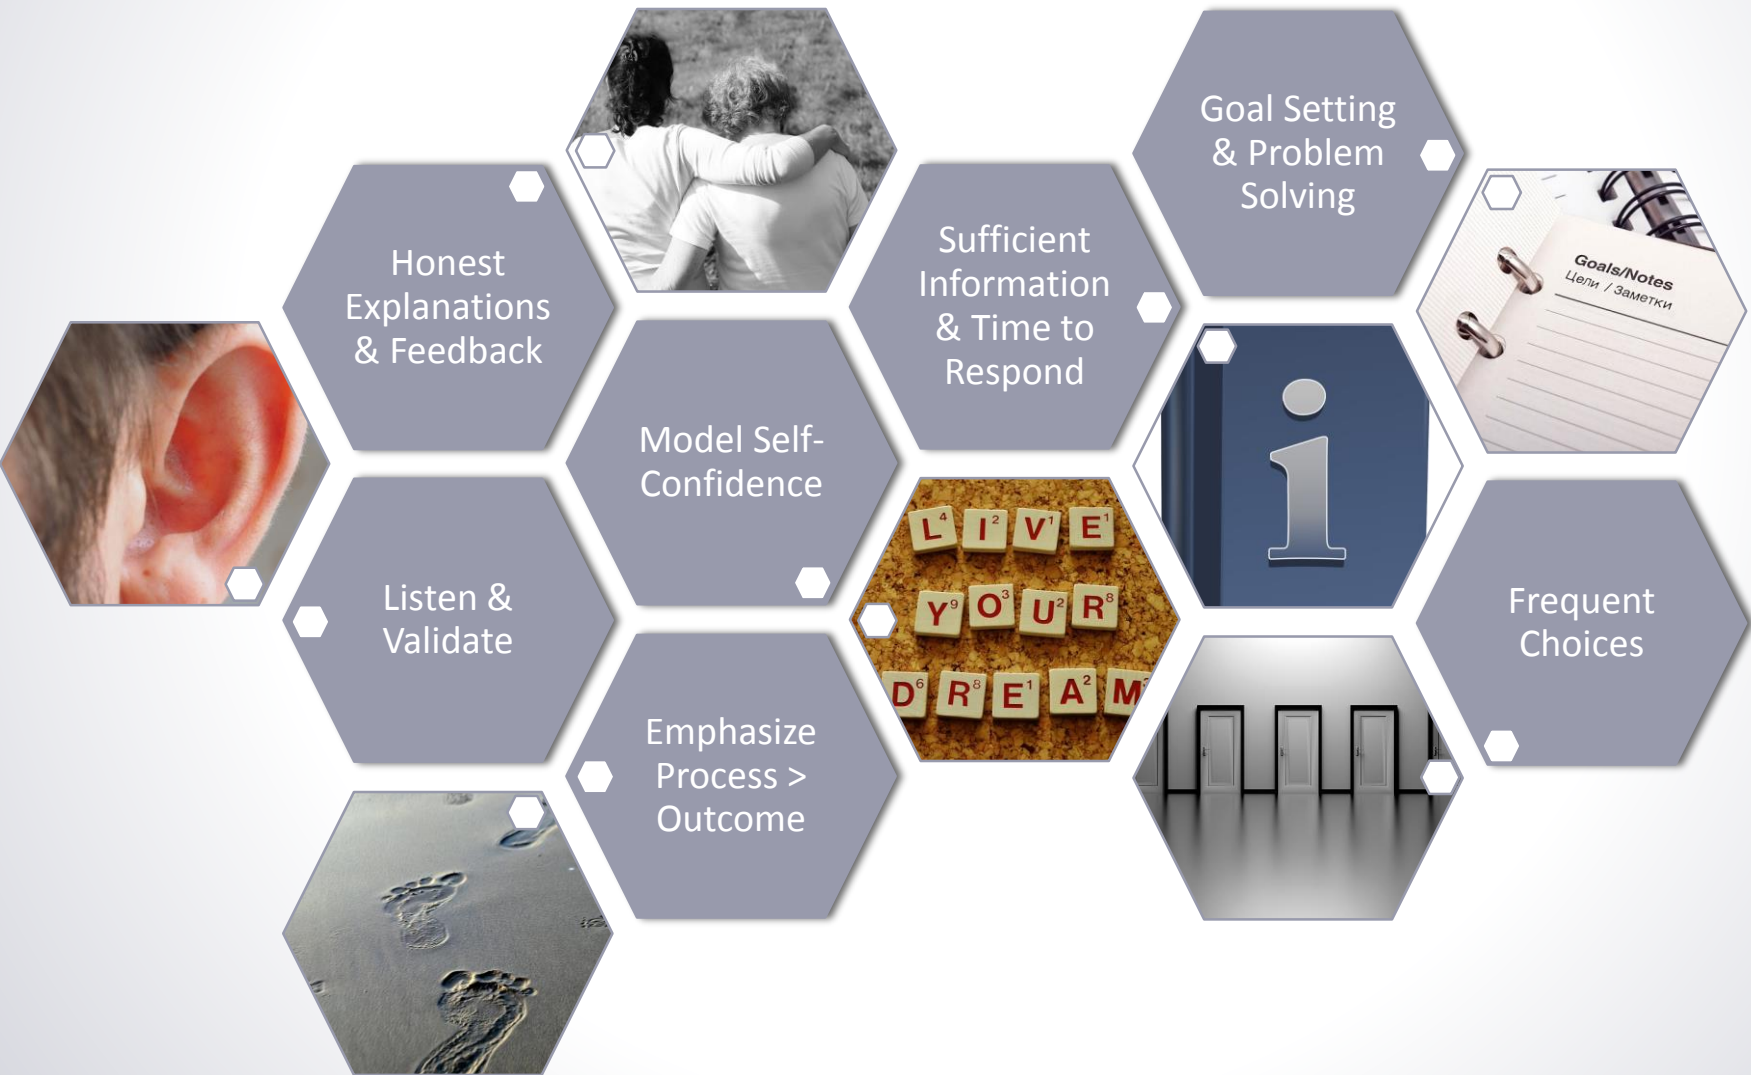 Goal Setting
& Problem
Solving
Honest
Explanations
& Feedback
Sufficient
Information
& Time to
Respond
Goals/Notes
Цели / Заметки
Model Self-
Confidence
i
Listen &
Validate
LIVE
YOUR
DREAM
Frequent
Choices
Emphasize
Process >
Outcome